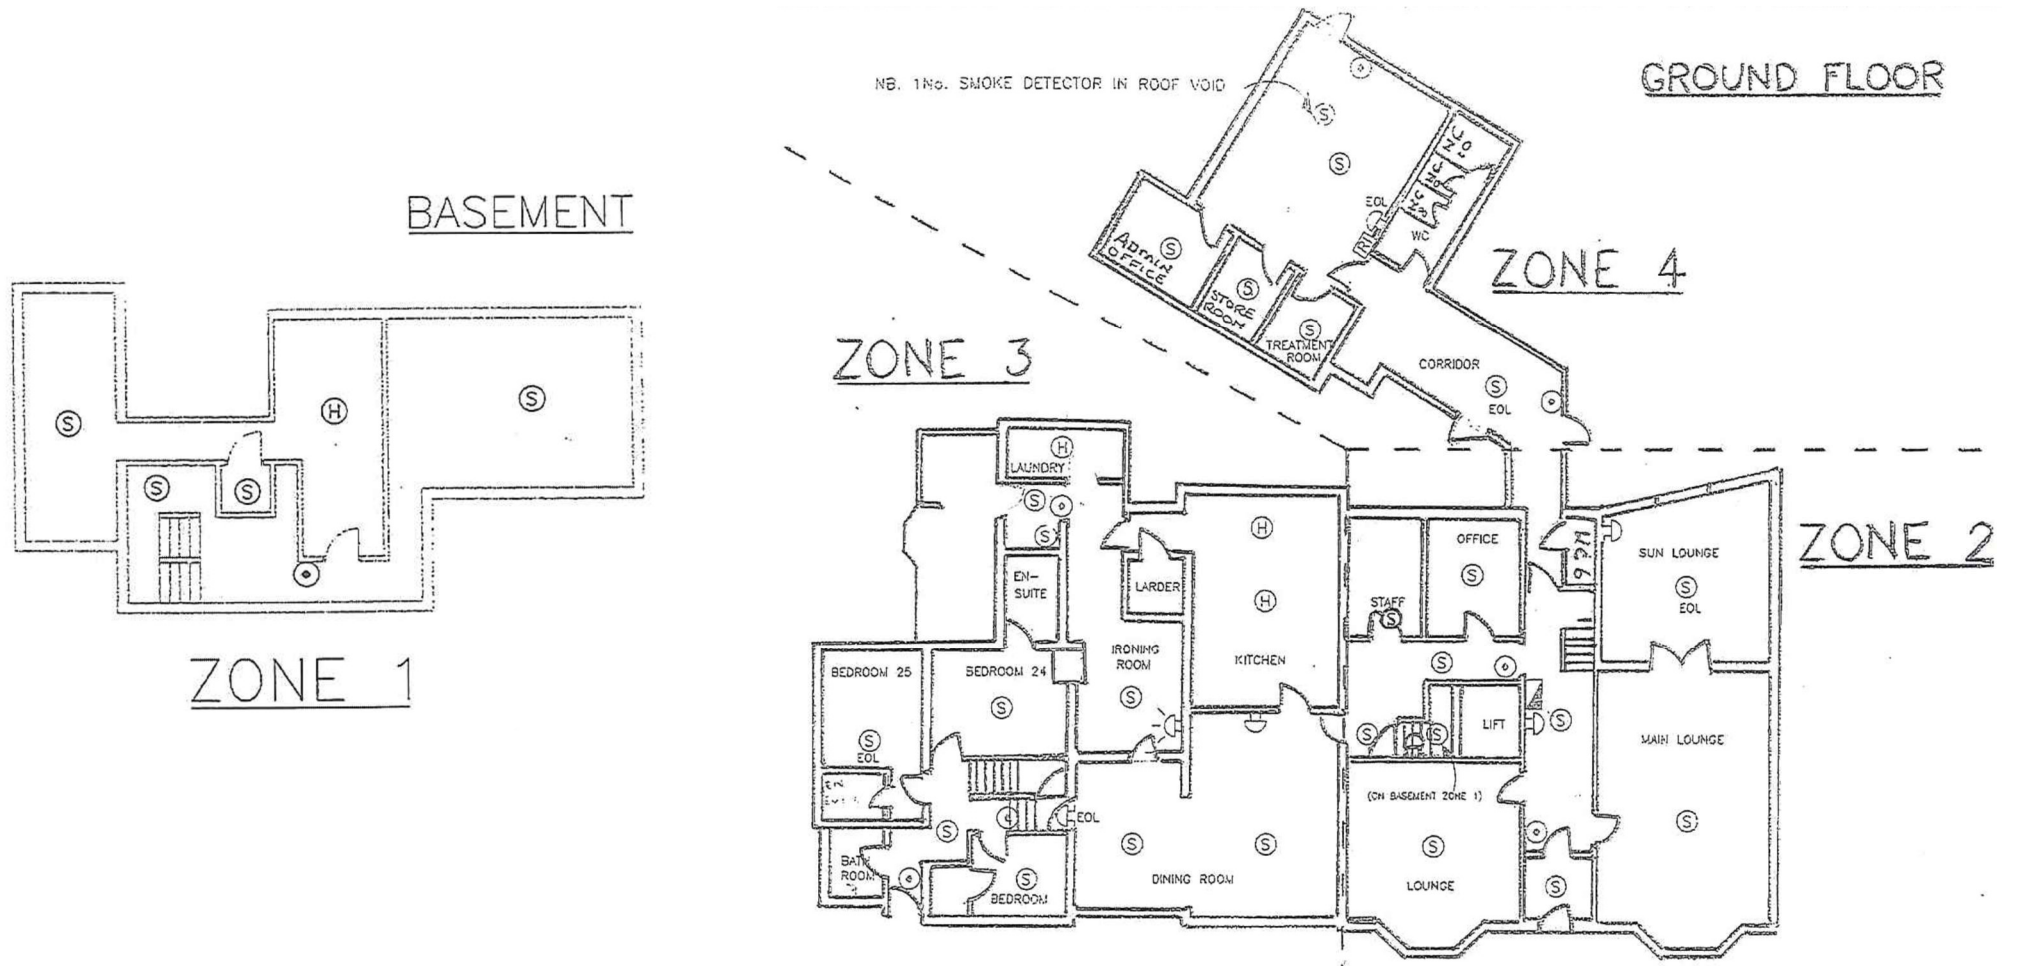 BASEMENT
S
H
S
S
S
ZONE 1
GROUND FLOOR
NB. 1No. SMOKE DETECTOR IN ROOF VOID
S
S
EOL
WC
ADMIN
OFFICE
S
STORE
ROOM
S
TREATMENT
ROOM
S
CORRIDOR
S
EOL
ZONE 4
ZONE 3
H
LAUNDRY
S
S
EN-
SUITE
LARDER
H
H
KITCHEN
IRONING
ROOM
S
BEDROOM 25
S
EOL
BEDROOM 24
S
S
EOL
BATH
ROOM
S
BEDROOM
S
S
DINING ROOM
STAFF
S
OFFICE
S
WC6
SUN LOUNGE
S
EOL
ZONE 2
S
S
S
LIFT
S
MAIN LOUNGE
S
(ON BASEMENT ZONE 1)
S
LOUNGE
S